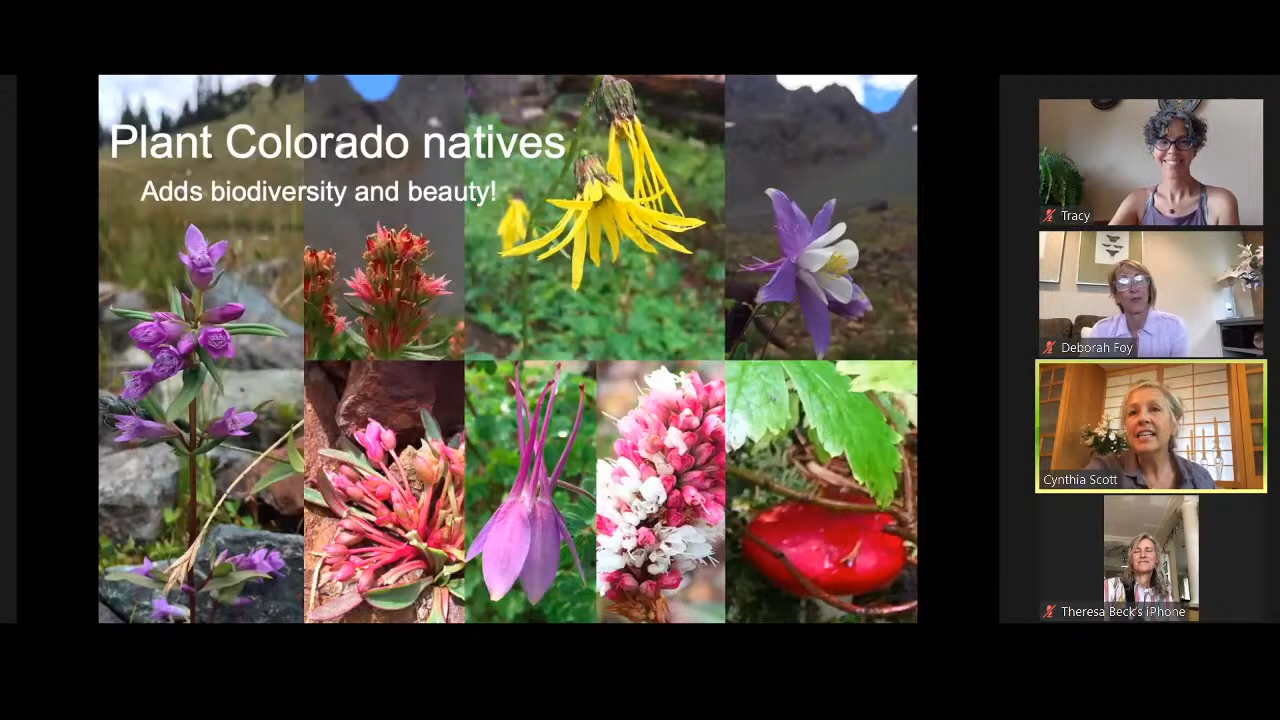 Plant Colorado natives
Adds biodiversity and beauty!
Tracy
Deborah Foy
Cynthia Scott
Theresa Beck's iPhone